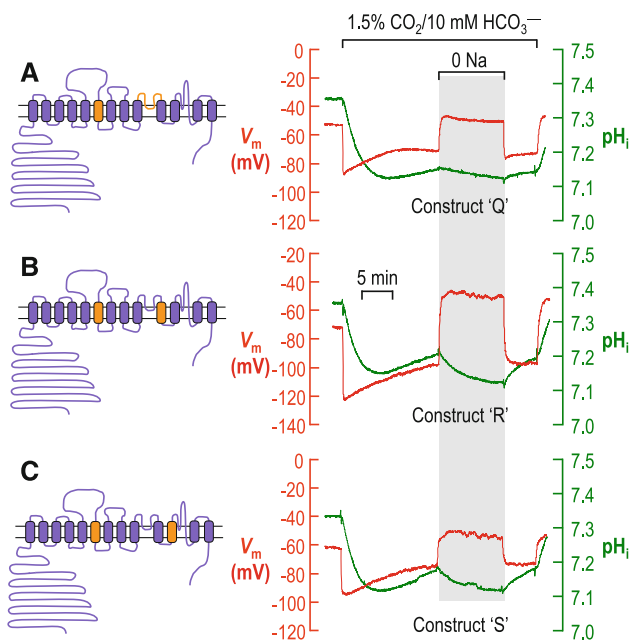 1.5% CO₂/10 mM HCO₃—
0 Na
A
0
-20
-40
-60
-80
-100
-120
Vm
(mV)
7.5
7.4
7.3
7.2
7.1
7.0
pHi
Construct ‘Q’
B
-20
-40
-60
-80
-100
-120
-140
Vm
(mV)
5 min
7.5
7.4
7.3
7.2
7.1
7.0
pHi
Construct ‘R’
C
0
-20
-40
-60
-80
-100
-120
Vm
(mV)
7.5
7.4
7.3
7.2
7.1
7.0
pHi
Construct ‘S’